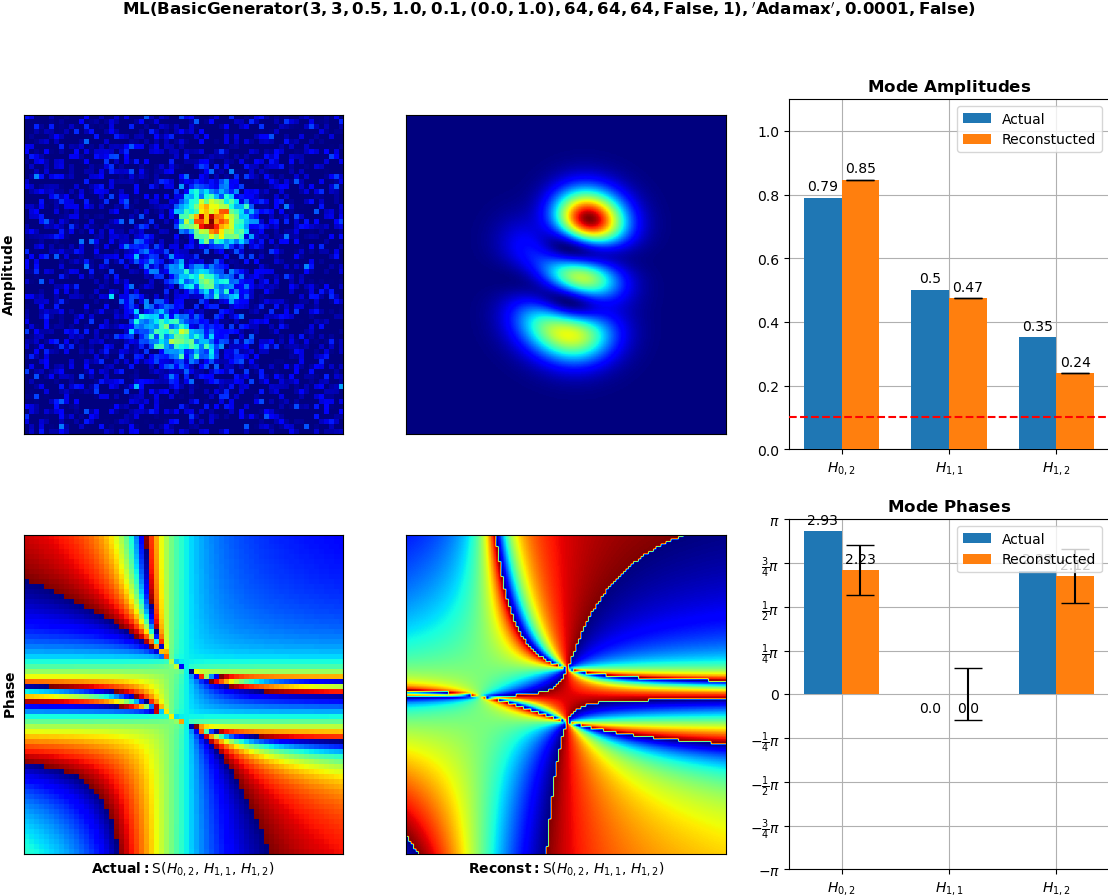 ML(BasicGenerator(3, 3, 0.5, 1.0, 0.1, (0.0, 1.0), 64, 64, 64, False, 1), ′Adamax′, 0.0001, False)
Mode Amplitudes
Actual
Reconstucted
1.0
0.8
0.6
0.4
0.2
0.0
0.79
0.85
0.5
0.47
0.35
0.24
H0,2
H1,1
H1,2
Amplitude
Mode Phases
Actual
Reconstucted
π
3/4π
1/2π
1/4π
0
−1/4π
−1/2π
−3/4π
−π
2.93
2.23
0.0
0.0
H0,2
H1,1
H1,2
Phase
Actual: S(H0,2, H1,1, H1,2)
Reconst: S(H0,2, H1,1, H1,2)